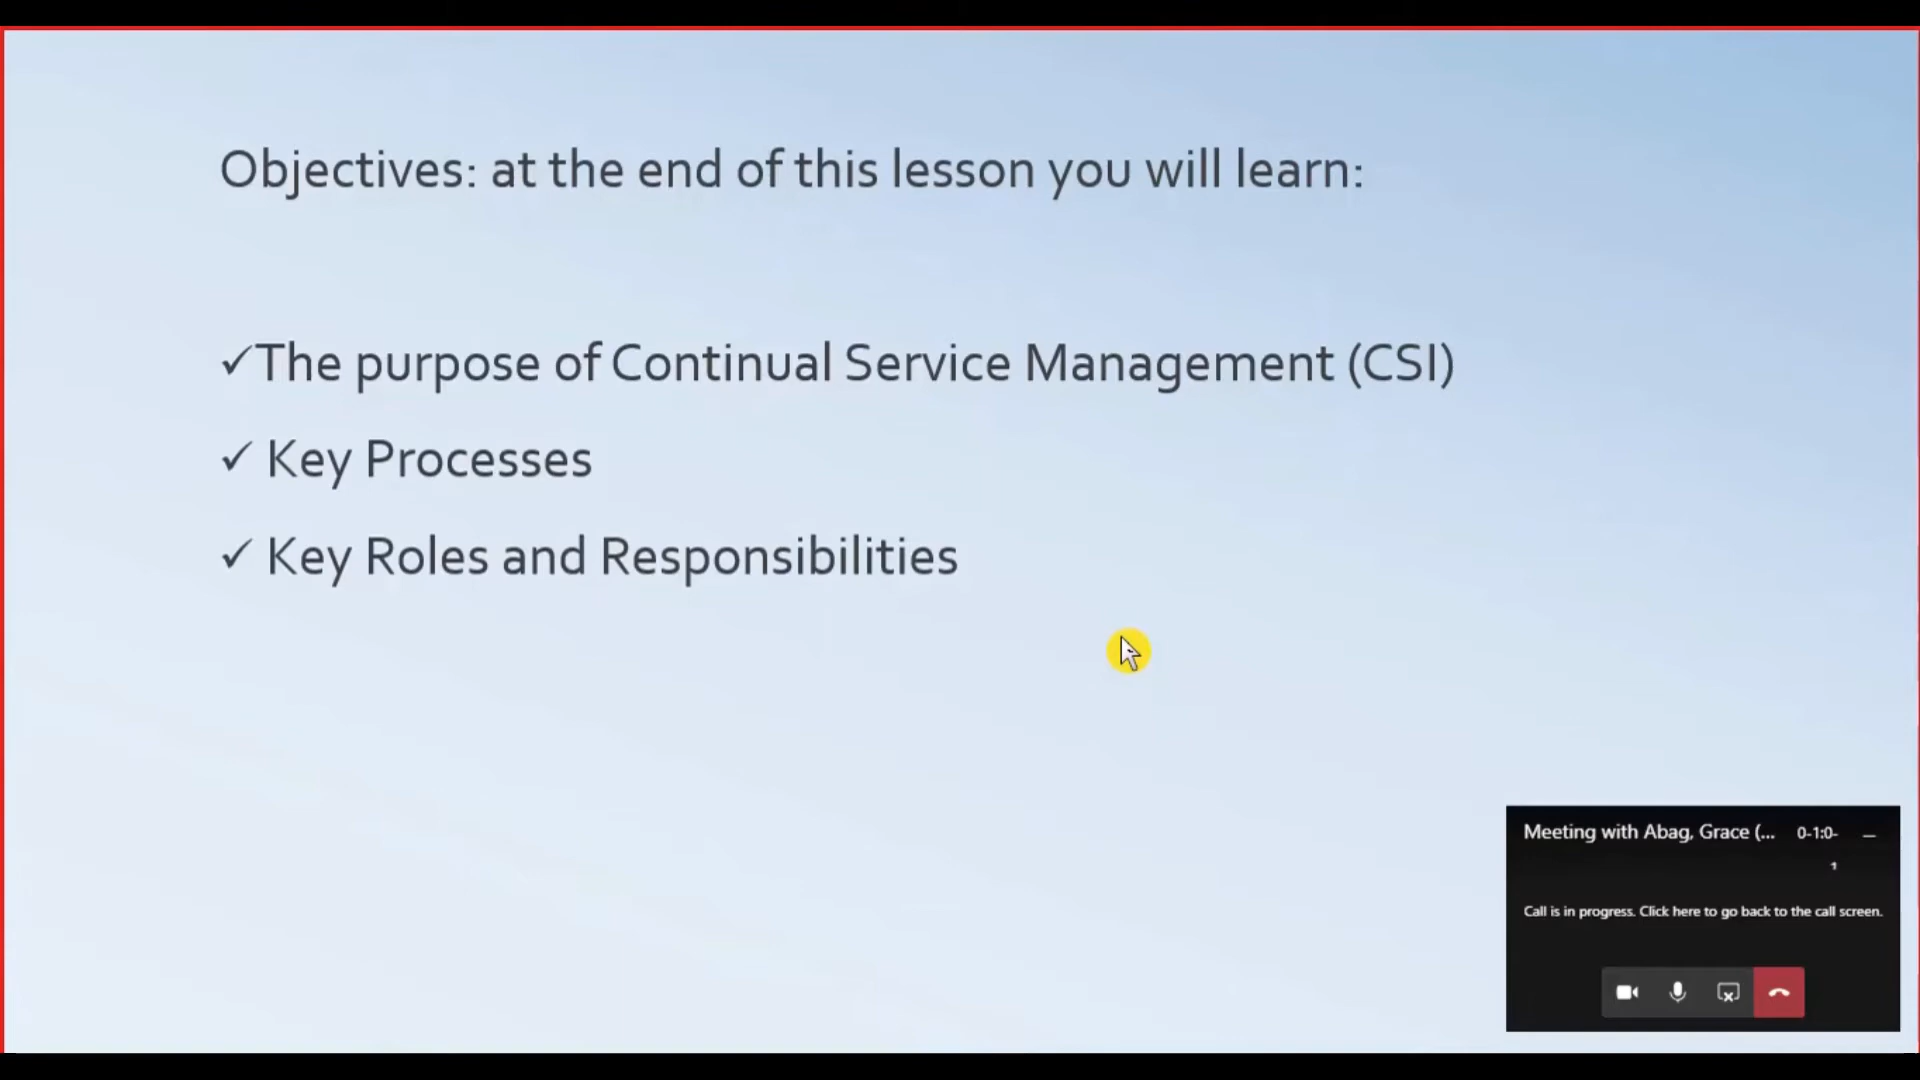 Objectives: at the end of this lesson you will learn:
✓The purpose of Continual Service Management (CSI)
✓ Key Processes
✓ Key Roles and Responsibilities
Meeting with Abag, Grace (... 0-1:0-
1
Call is in progress. Click here to go back to the call screen.